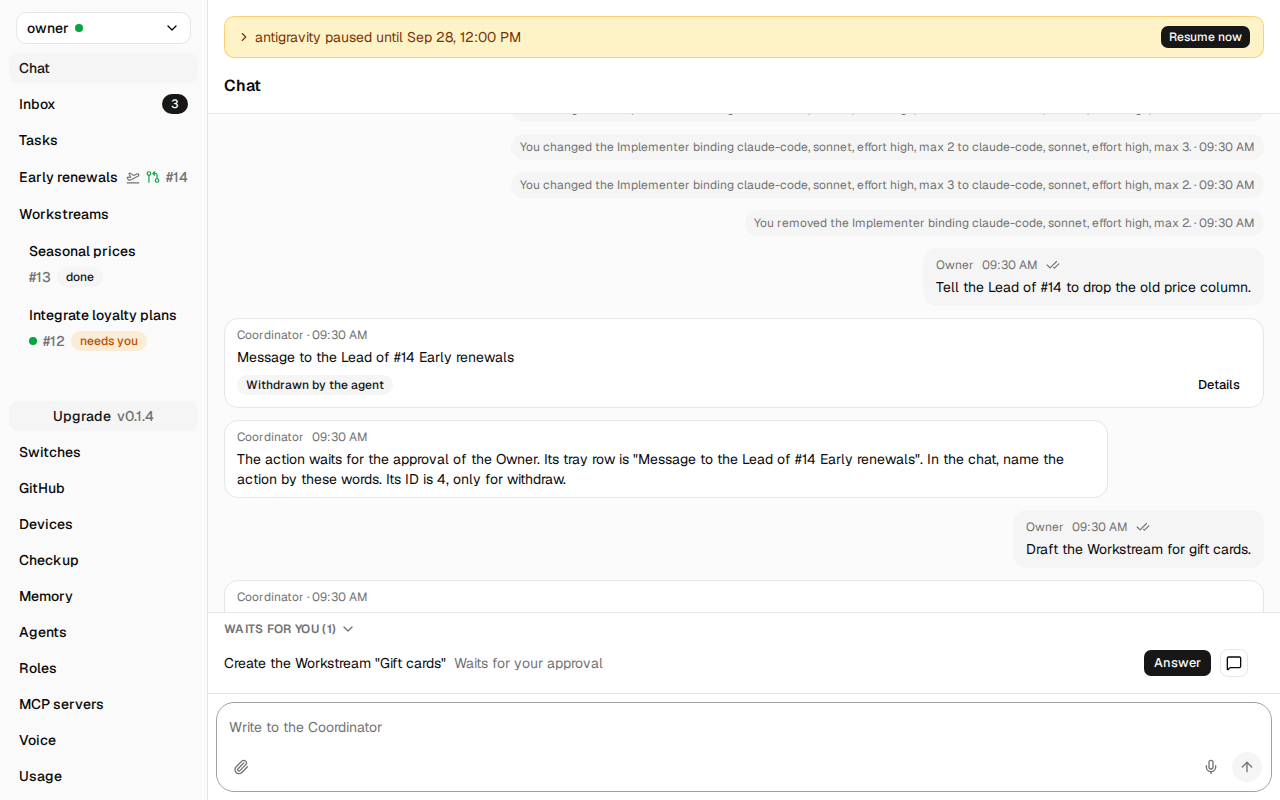 owner
Chat
Inbox 3
Tasks
Early renewals #14
Workstreams
Seasonal prices
#13 done
Integrate loyalty plans
#12 needs you
Upgrade v0.1.4
Switches
GitHub
Devices
Checkup
Memory
Agents
Roles
MCP servers
Voice
Usage
antigravity paused until Sep 28, 12:00 PM
Resume now
Chat
You changed the Implementer binding claude-code, sonnet, effort high, max 2 to claude-code, sonnet, effort high, max 3. · 09:30 AM
You changed the Implementer binding claude-code, sonnet, effort high, max 3 to claude-code, sonnet, effort high, max 2. · 09:30 AM
You removed the Implementer binding claude-code, sonnet, effort high, max 2. · 09:30 AM
Owner 09:30 AM
Tell the Lead of #14 to drop the old price column.
Coordinator · 09:30 AM
Message to the Lead of #14 Early renewals
Withdrawn by the agent
Details
Coordinator 09:30 AM
The action waits for the approval of the Owner. Its tray row is "Message to the Lead of #14 Early renewals". In the chat, name the
action by these words. Its ID is 4, only for withdraw.
Owner 09:30 AM
Draft the Workstream for gift cards.
Coordinator · 09:30 AM
WAITS FOR YOU (1)
Create the Workstream "Gift cards" Waits for your approval
Answer
Write to the Coordinator